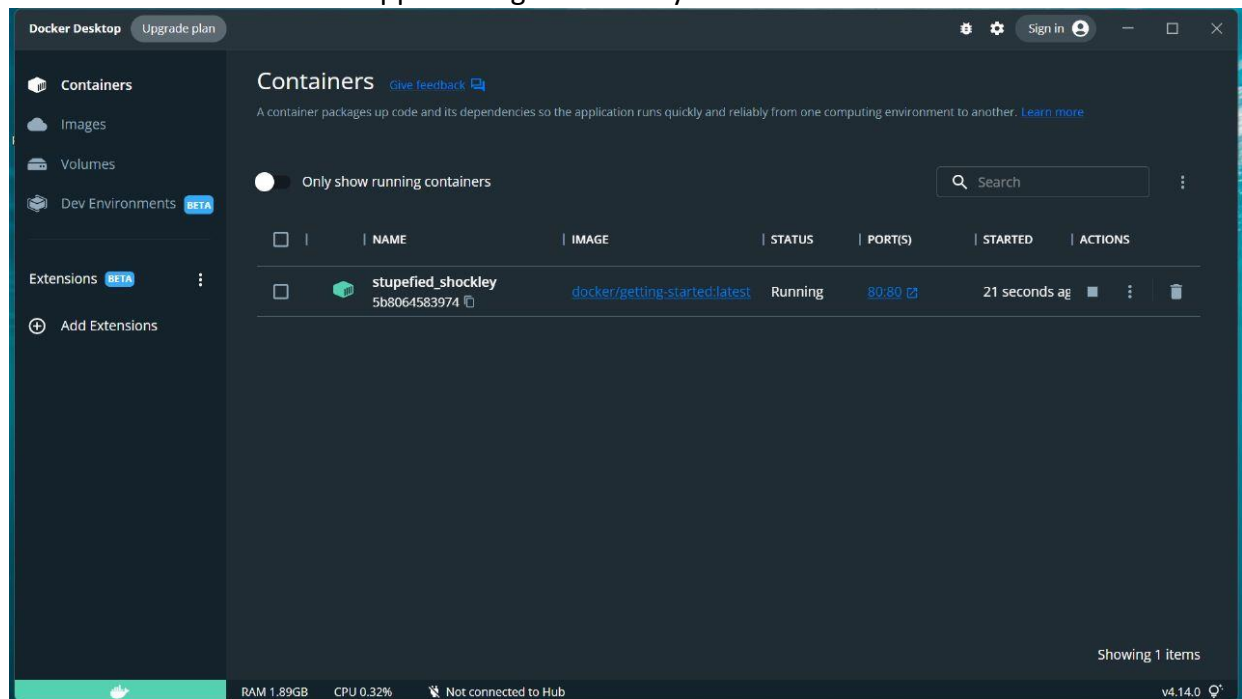 Docker Desktop Upgrade plan Sign in
Containers
Images
Volumes
Dev Environments BETA
Extensions BETA
Add Extensions
Containers Give feedback
A container packages up code and its dependencies so the application runs quickly and reliably from one computing environment to another. Learn more
Only show running containers Search
NAME IMAGE STATUS PORT(S) STARTED ACTIONS
stupefied_shockley docker/getting-started:latest Running 80:80 21 seconds ag
5b8064583974
Showing 1 items
RAM 1.89GB CPU 0.32% Not connected to Hub v4.14.0